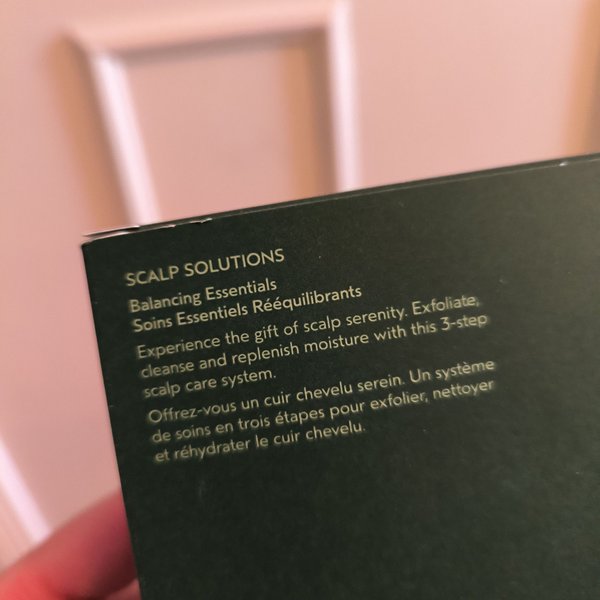 SCALP SOLUTIONS
Balancing Essentials
Soins Essentiels Rééquilibrants
Experience the gift of scalp serenity. Exfoliate,
cleanse and replenish moisture with this 3-step
scalp care system.
Offrez-vous un cuir chevelu serein. Un système
de soins en trois étapes pour exfolier, nettoyer
et réhydrater le cuir chevelu.